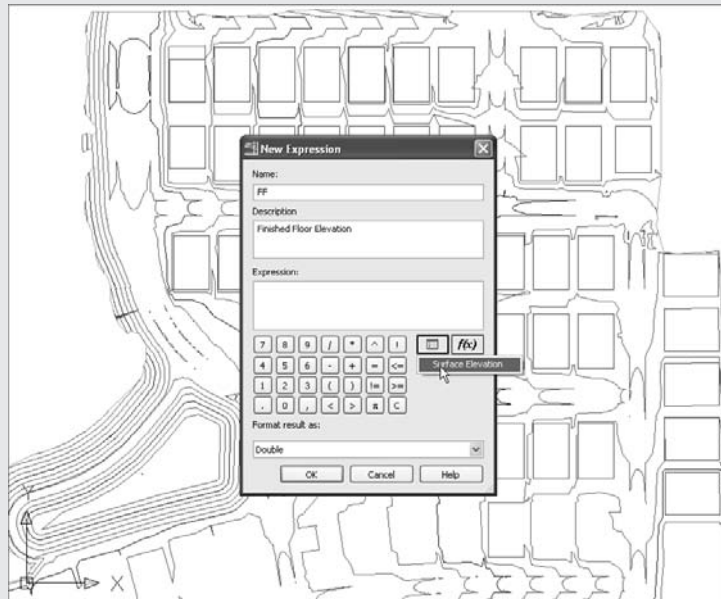 New Expression
Name:
FF
Description
Finished Floor Elevation
Expression:
7 8 9 / * ^ ! f(x)
4 5 6 - + = <=
Surface Elevation
1 2 3 ( ) != >=
. 0 , < > π C
Format result as:
Double
OK Cancel Help
Y
X